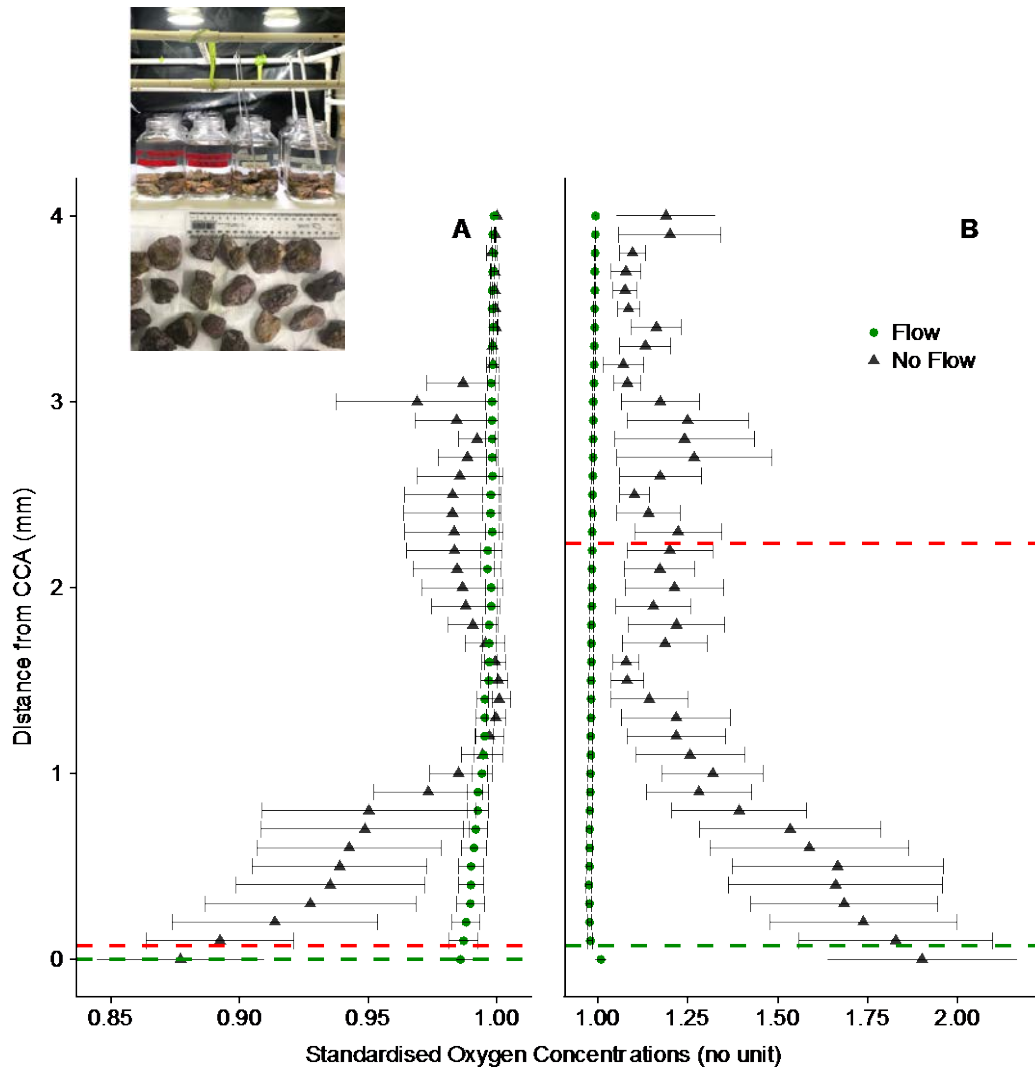 A
B
Flow
No Flow
4
3
2
1
0
Distance from CCA (mm)
0.85
0.90
0.95
1.00
1.00
1.25
1.50
1.75
2.00
Standardised Oxygen Concentrations (no unit)